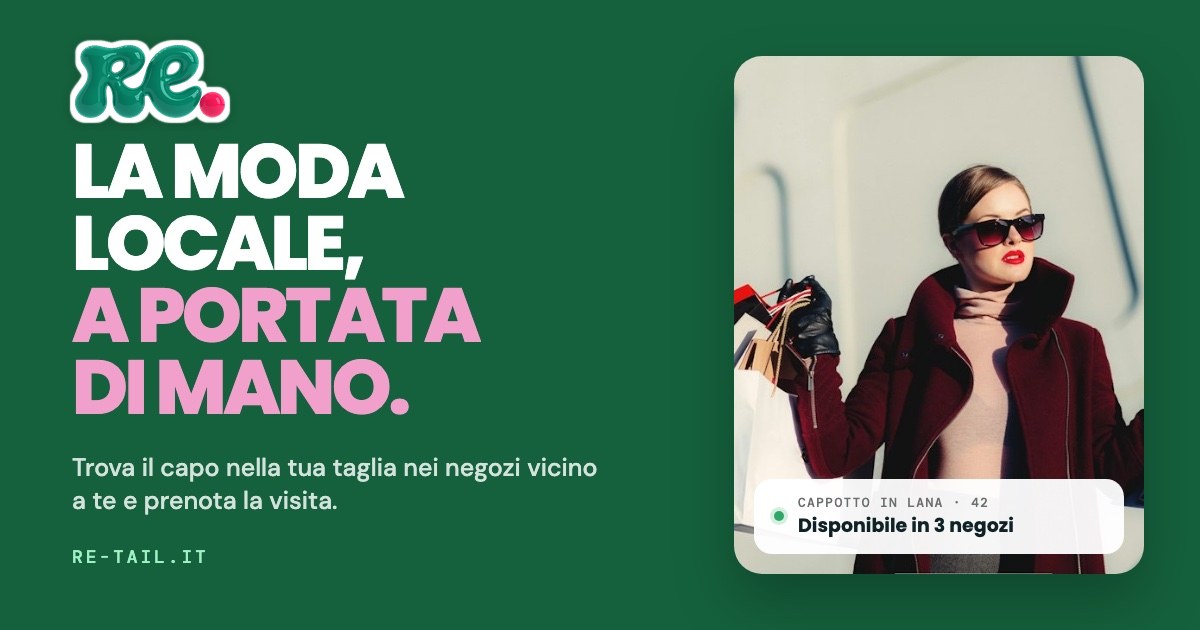 Re.
LA MODA
LOCALE,
A PORTATA
DI MANO.
Trova il capo nella tua taglia nei negozi vicino
a te e prenota la visita.
RE-TAIL.IT
CAPPOTTO IN LANA · 42
Disponibile in 3 negozi